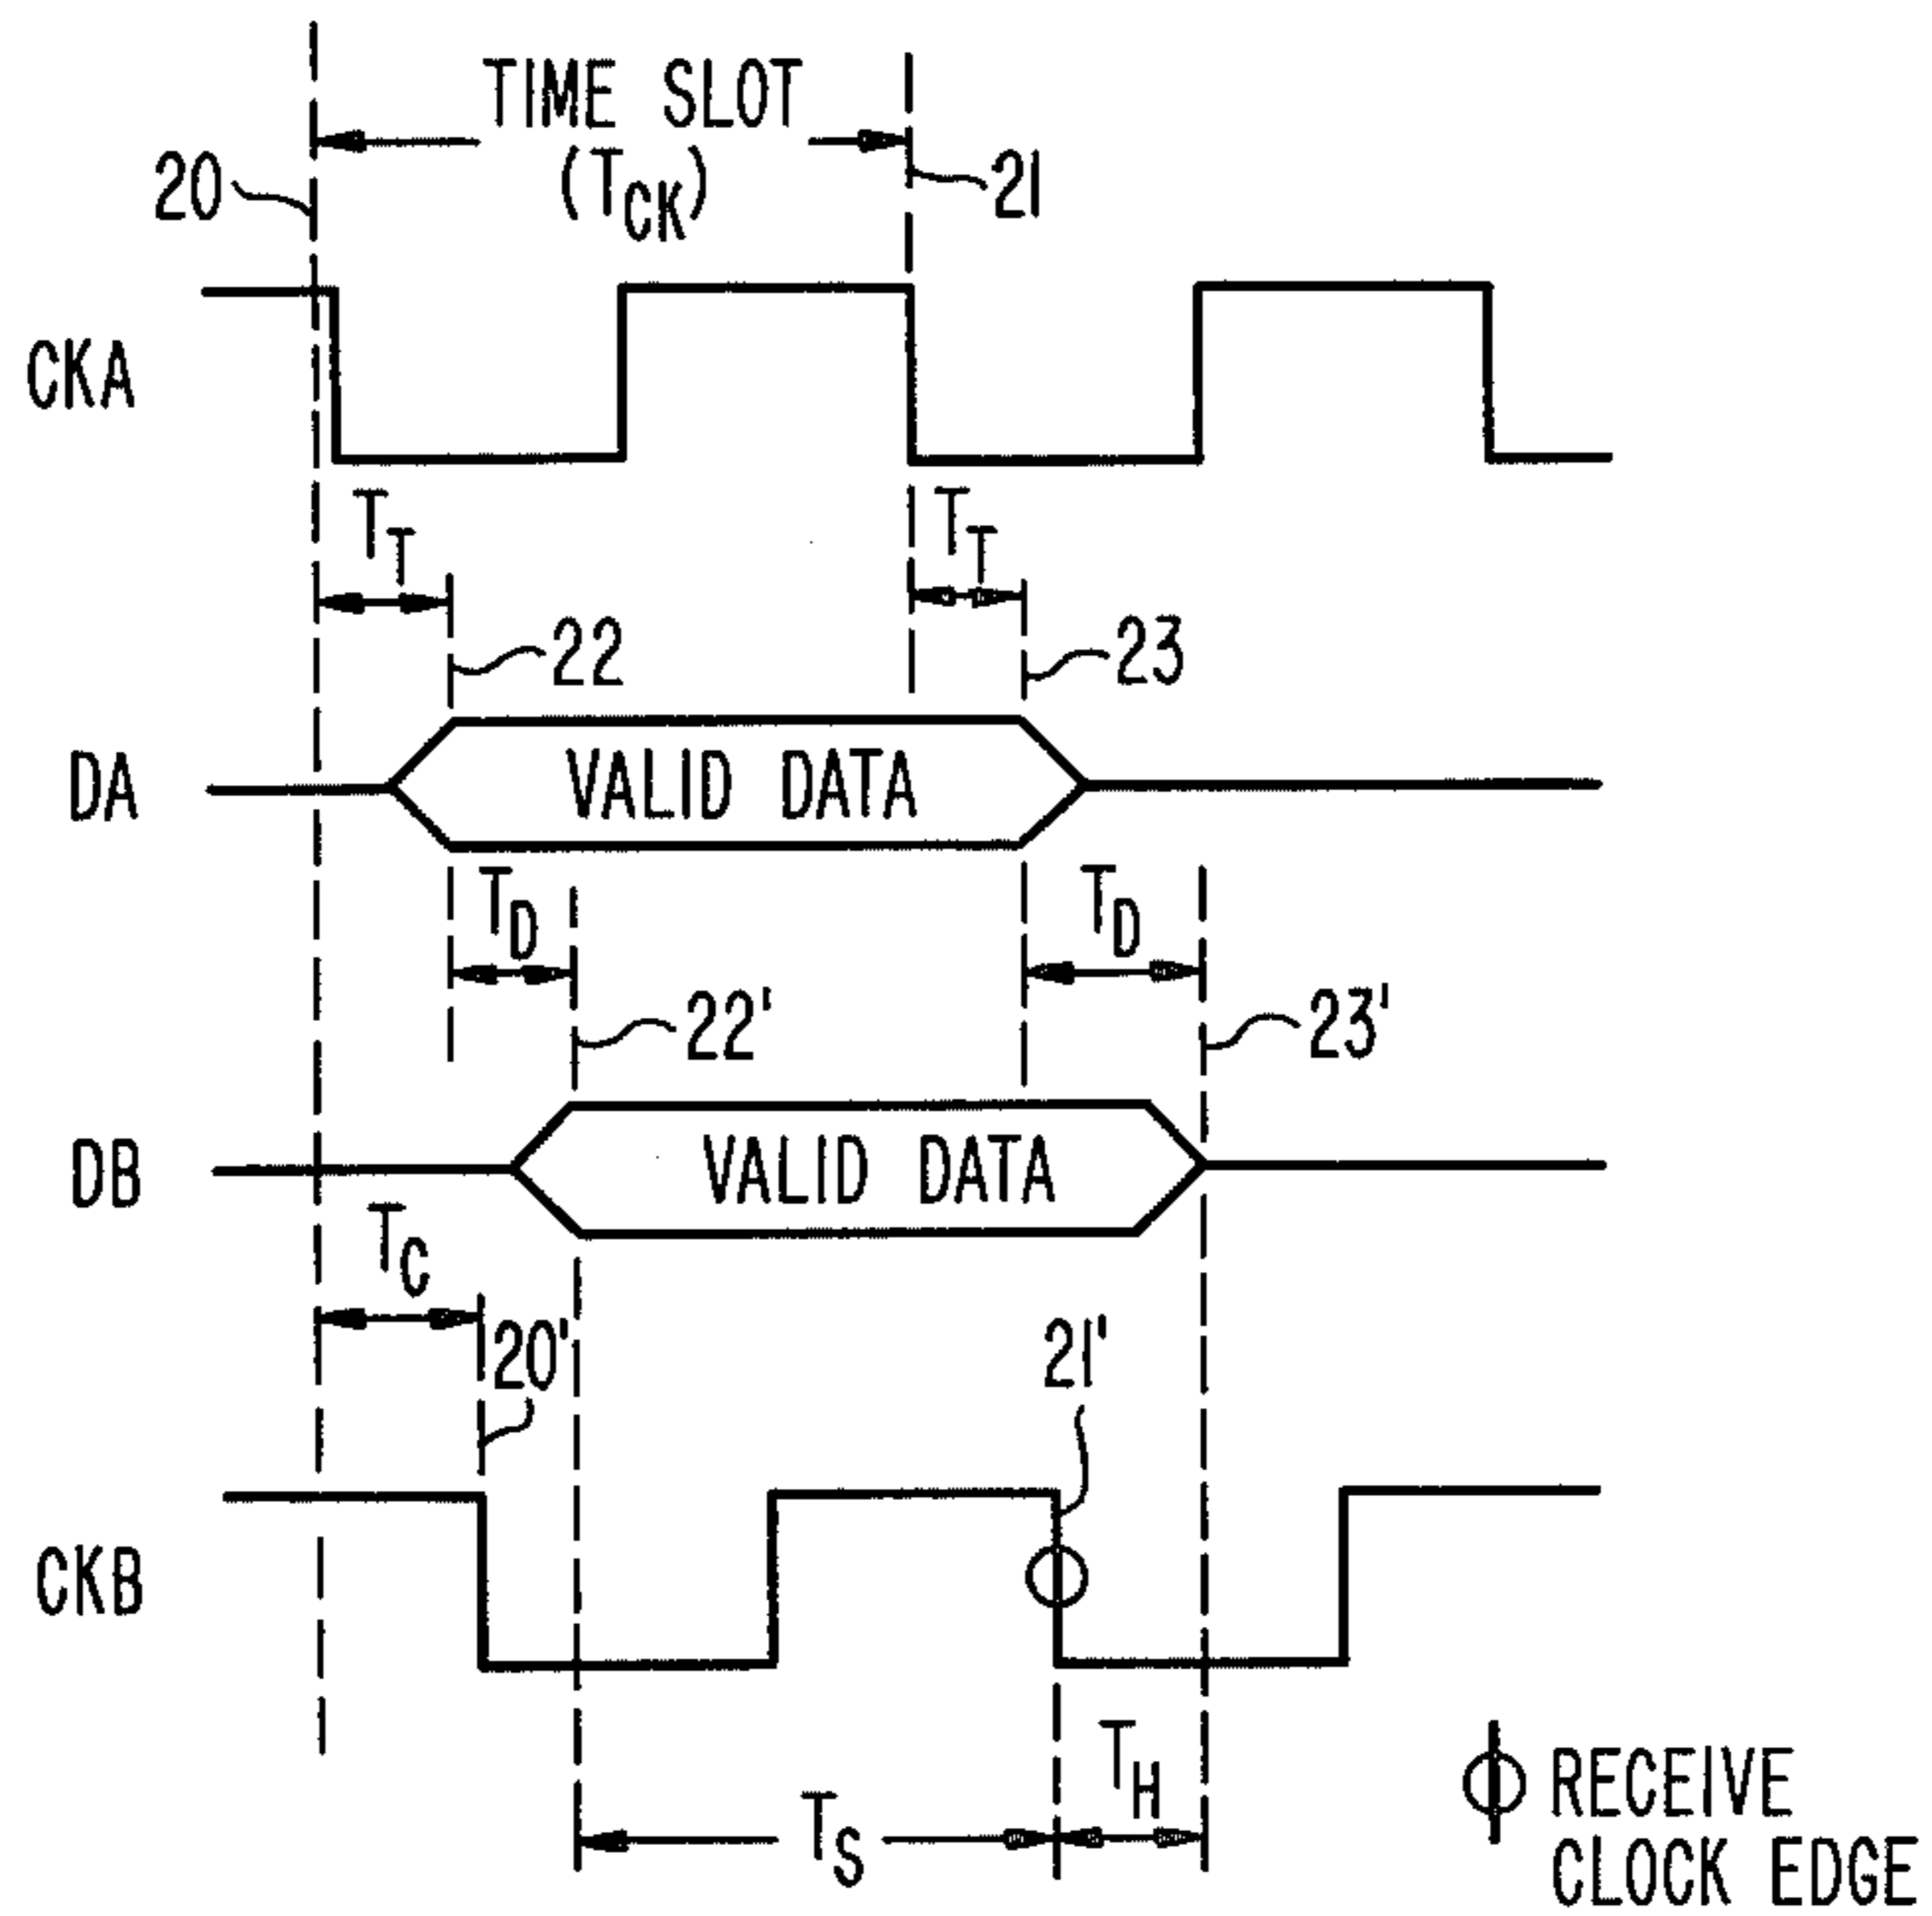 TIME SLOT
(TCK)
20
21
CKA
TT
TT
22
23
DA
VALID DATA
TD
TD
22'
23'
DB
VALID DATA
TC
20'
21'
CKB
TH
TS
RECEIVE
CLOCK EDGE